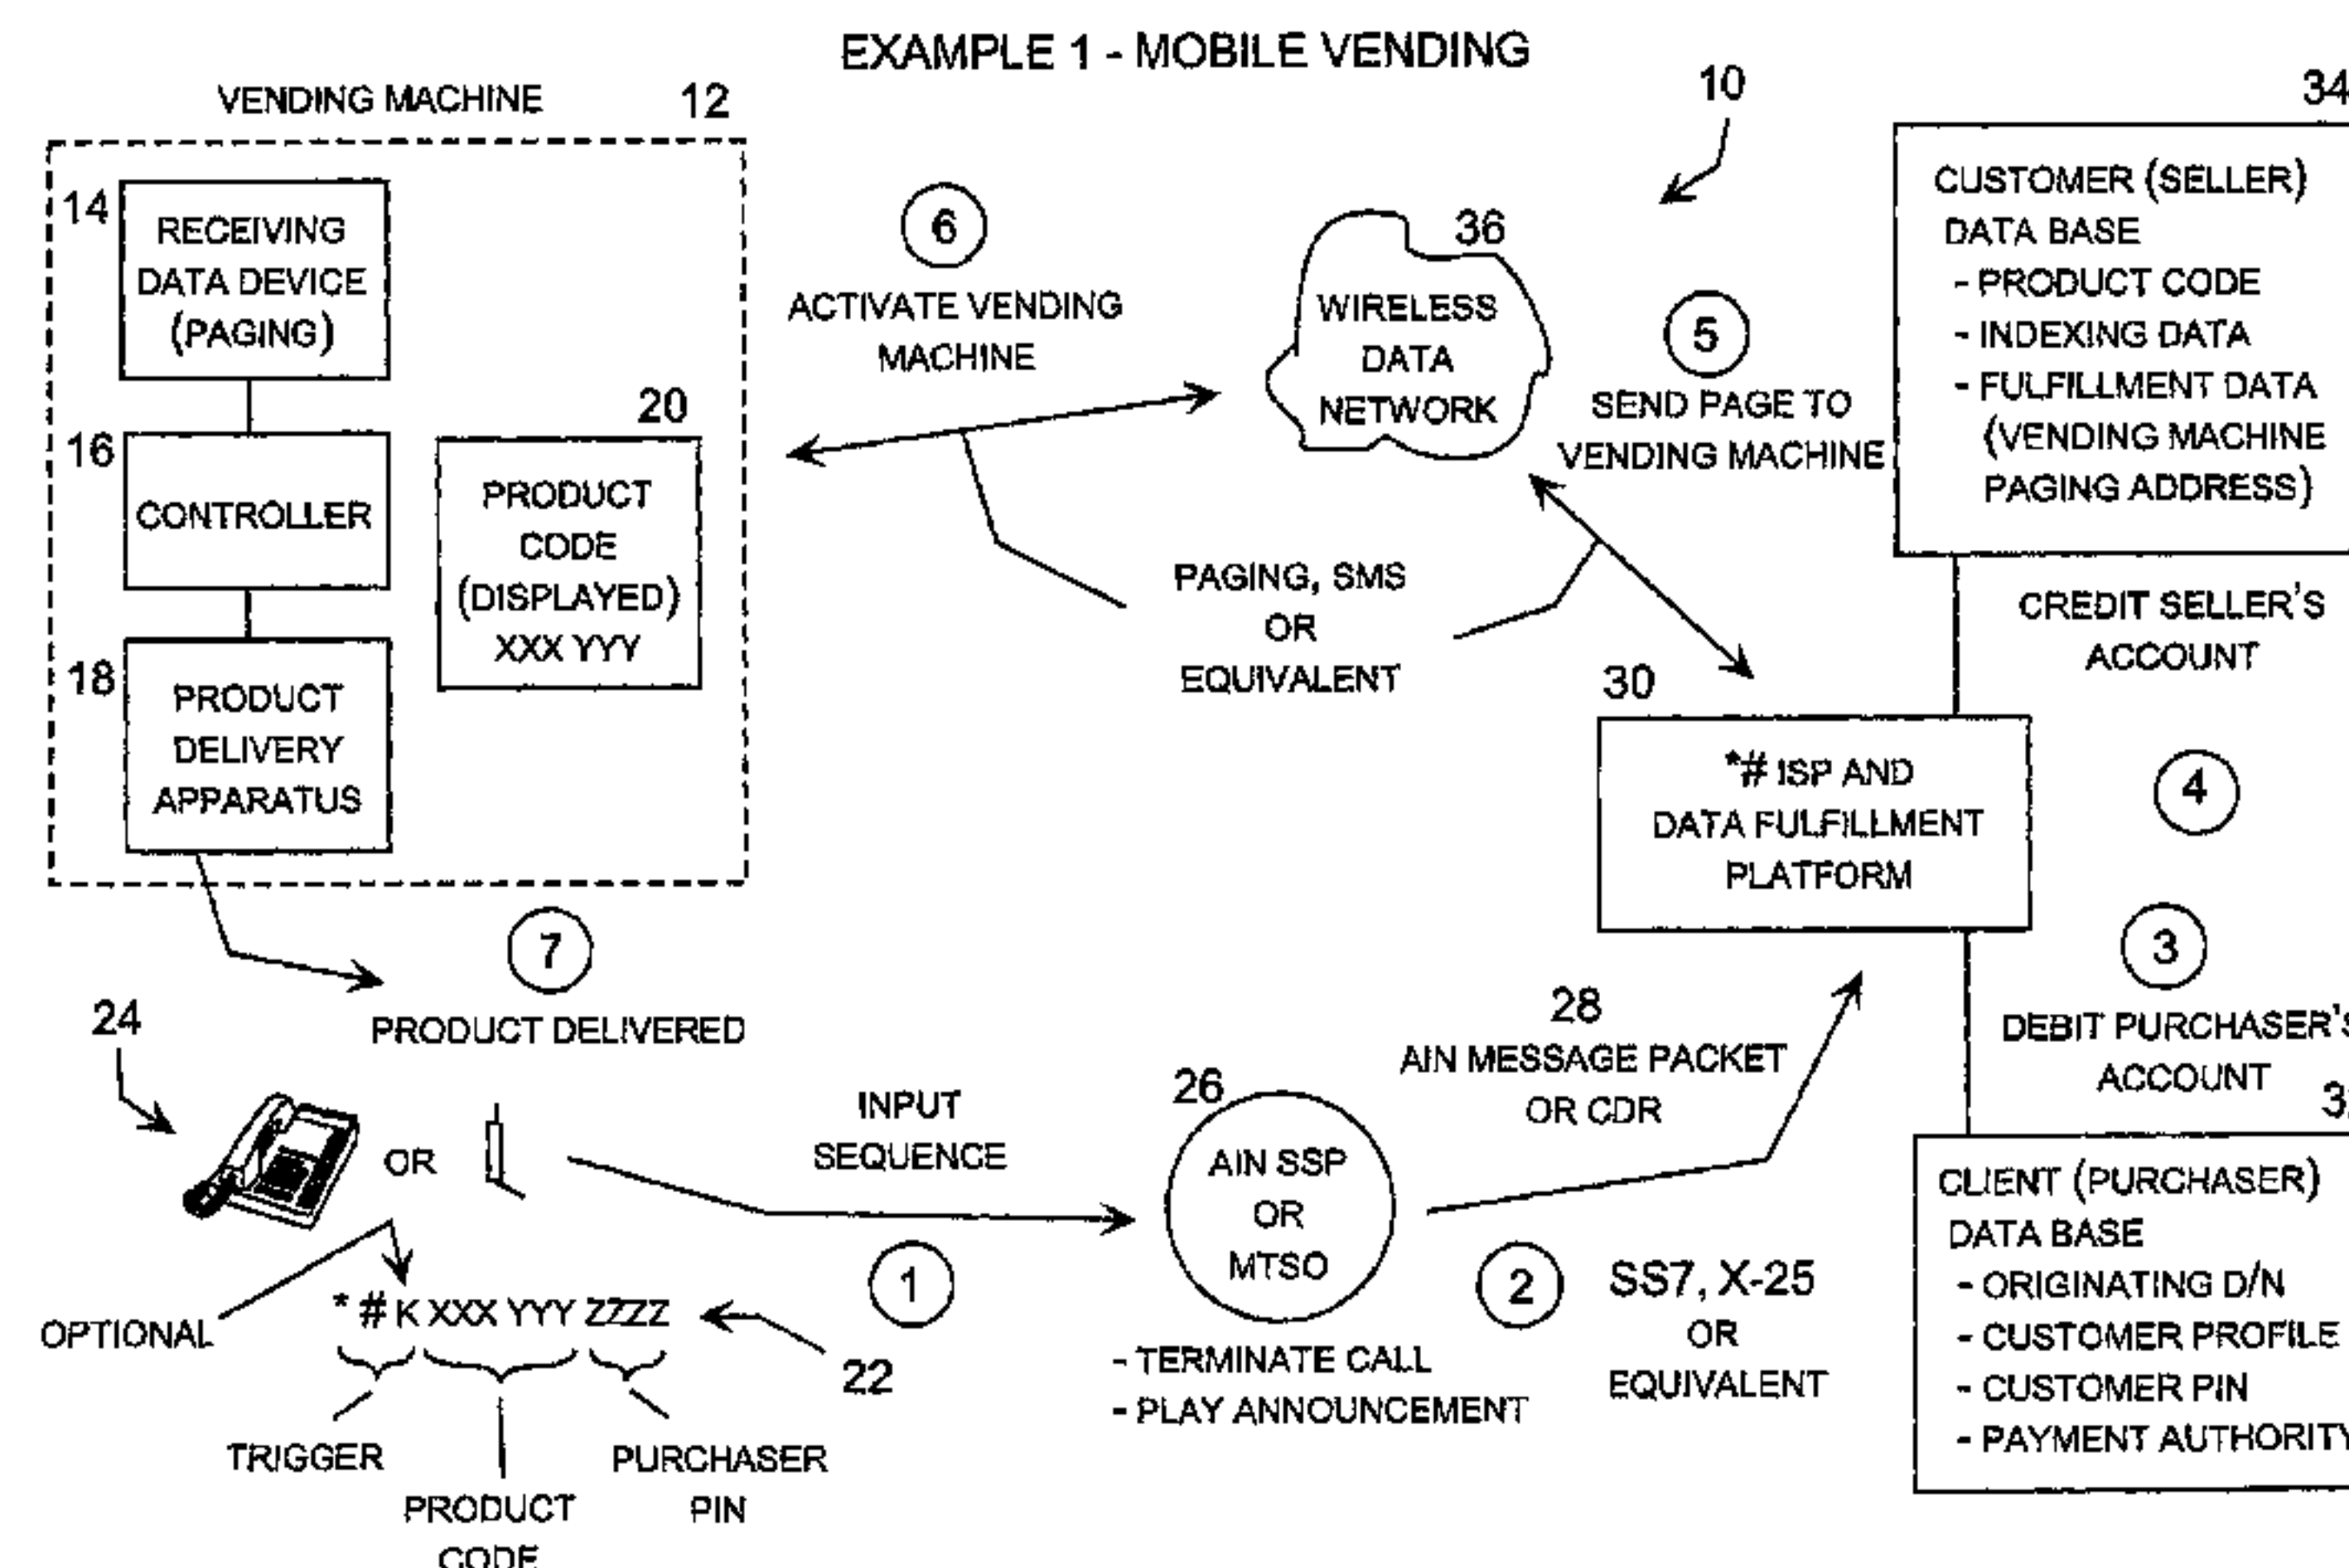 EXAMPLE 1 - MOBILE VENDING
VENDING MACHINE
12
14
RECEIVING
DATA DEVICE
(PAGING)
16
CONTROLLER
18
PRODUCT
DELIVERY
APPARATUS
20
PRODUCT
CODE
(DISPLAYED)
XXX YYY
6
ACTIVATE VENDING
MACHINE
10
36
WIRELESS
DATA
NETWORK
5
SEND PAGE TO
VENDING MACHINE
PAGING, SMS
OR
EQUIVALENT
34
CUSTOMER (SELLER)
DATA BASE
- PRODUCT CODE
- INDEXING DATA
- FULFILLMENT DATA
(VENDING MACHINE
PAGING ADDRESS)
CREDIT SELLER'S
ACCOUNT
4
30
*# ISP AND
DATA FULFILLMENT
PLATFORM
3
DEBIT PURCHASER'S
ACCOUNT
CLIENT (PURCHASER)
DATA BASE
- ORIGINATING D/N
- CUSTOMER PROFILE
- CUSTOMER PIN
- PAYMENT AUTHORITY
7
PRODUCT DELIVERED
24
OR
INPUT
SEQUENCE
1
26
AIN SSP
OR
MTSO
- TERMINATE CALL
- PLAY ANNOUNCEMENT
28
AIN MESSAGE PACKET
OR CDR
2
SS7, X-25
OR
EQUIVALENT
OPTIONAL
* # K XXX YYY ZZZZ
22
TRIGGER
PRODUCT
CODE
PURCHASER
PIN